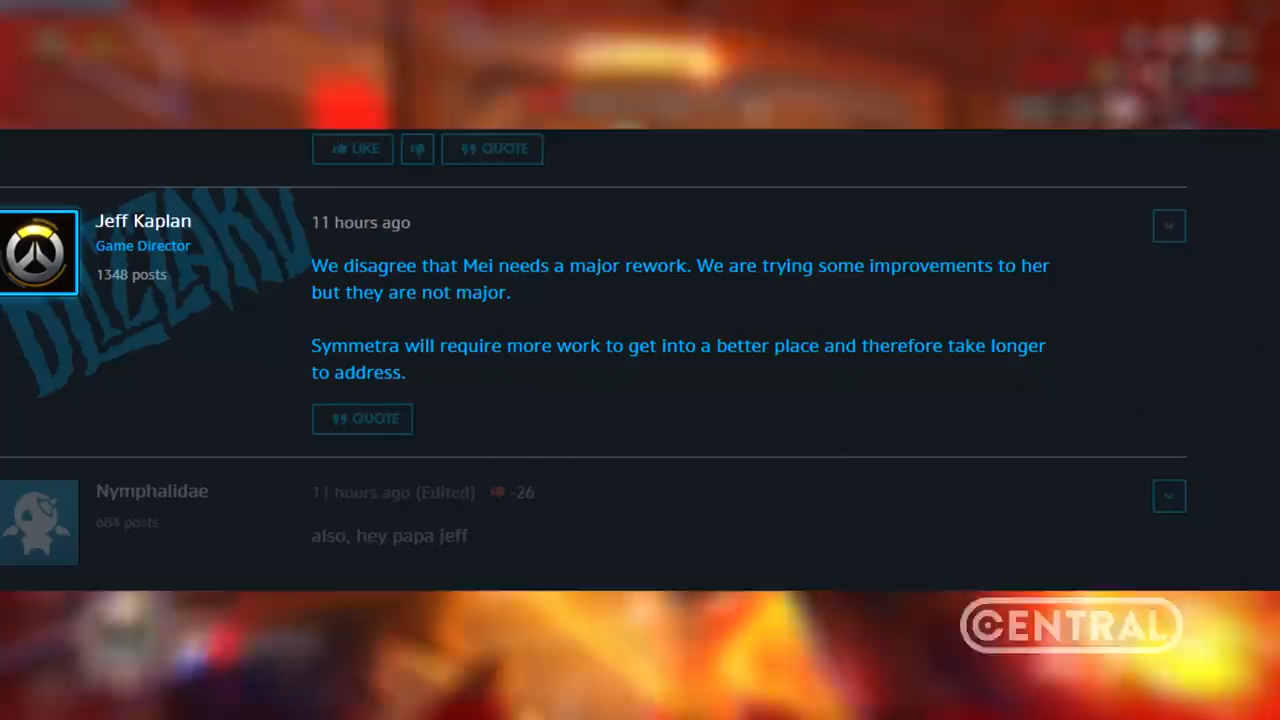 LIKE QUOTE
BLIZZARD
Jeff Kaplan
Game Director
1348 posts
11 hours ago
We disagree that Mei needs a major rework. We are trying some improvements to her
but they are not major.
Symmetra will require more work to get into a better place and therefore take longer
to address.
QUOTE
Nymphalidae
684 posts
11 hours ago (Edited) -26
also, hey papa jeff
CENTRAL